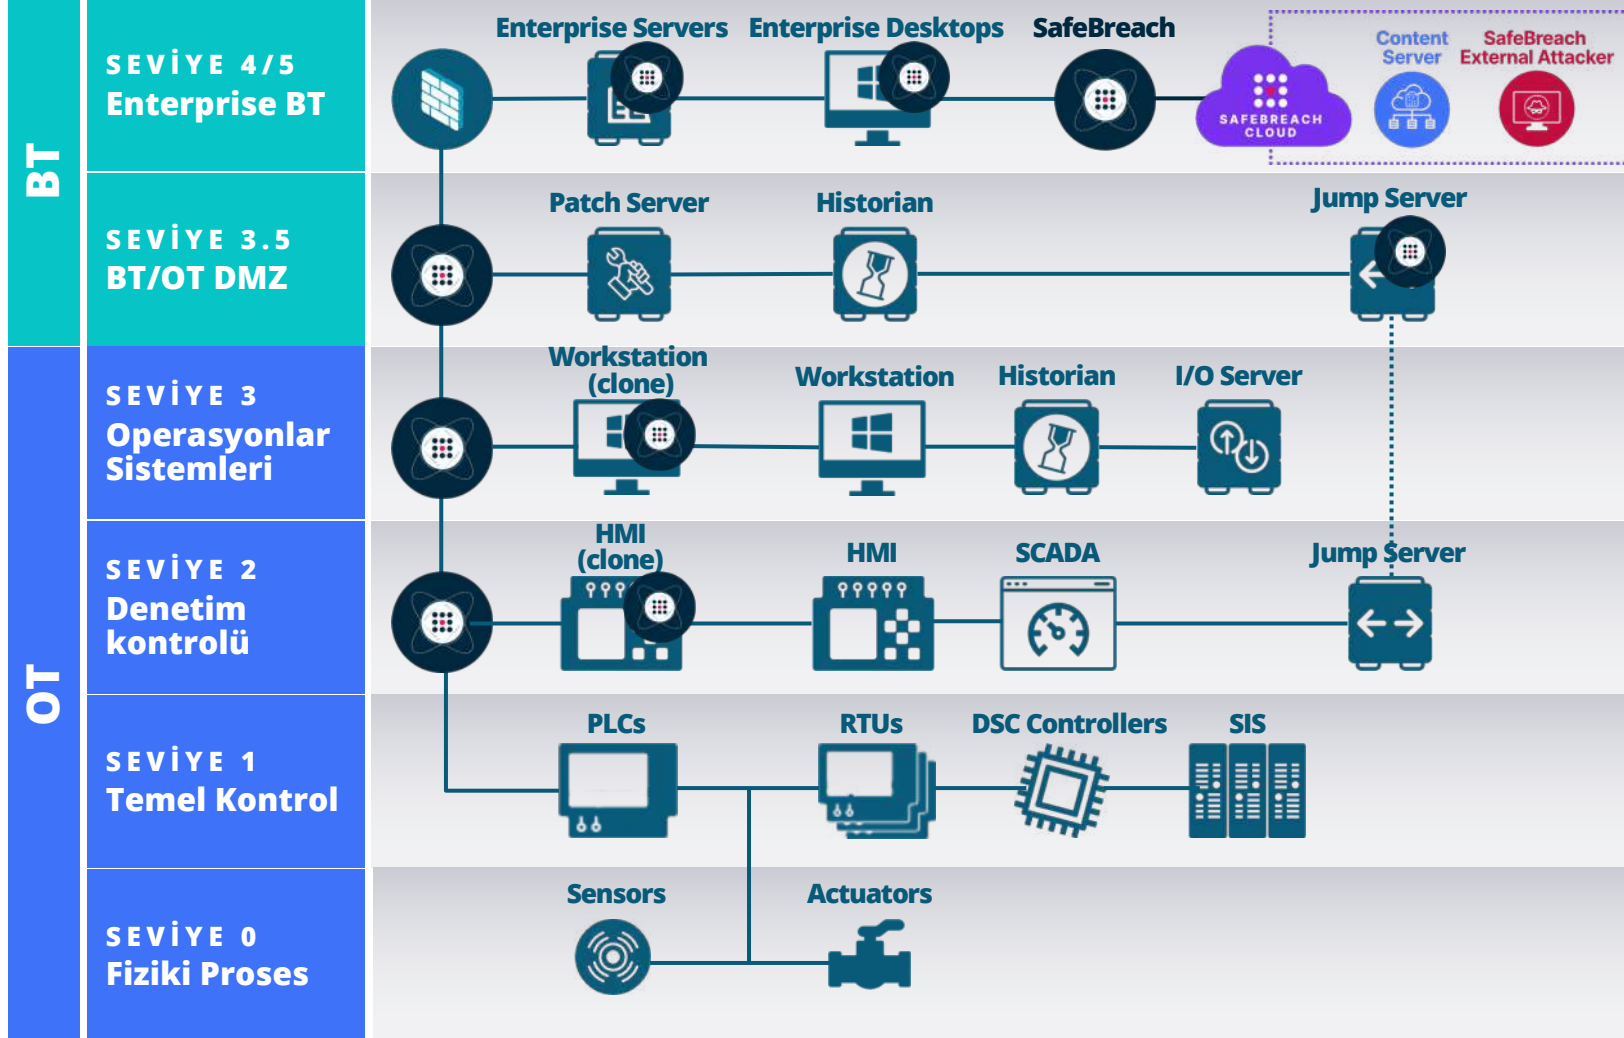 BT
SEVİYE 4/5
Enterprise BT
Enterprise Servers
Enterprise Desktops
SafeBreach
SAFEBREACH
CLOUD
Content
Server
SafeBreach
External Attacker
SEVİYE 3.5
BT/OT DMZ
Patch Server
Historian
Jump Server
OT
SEVİYE 3
Operasyonlar
Sistemleri
Workstation
(clone)
Workstation
Historian
I/O Server
SEVİYE 2
Denetim
kontrolü
HMI
(clone)
HMI
SCADA
Jump Server
SEVİYE 1
Temel Kontrol
PLCs
RTUs
DSC Controllers
SIS
SEVİYE 0
Fiziki Proses
Sensors
Actuators